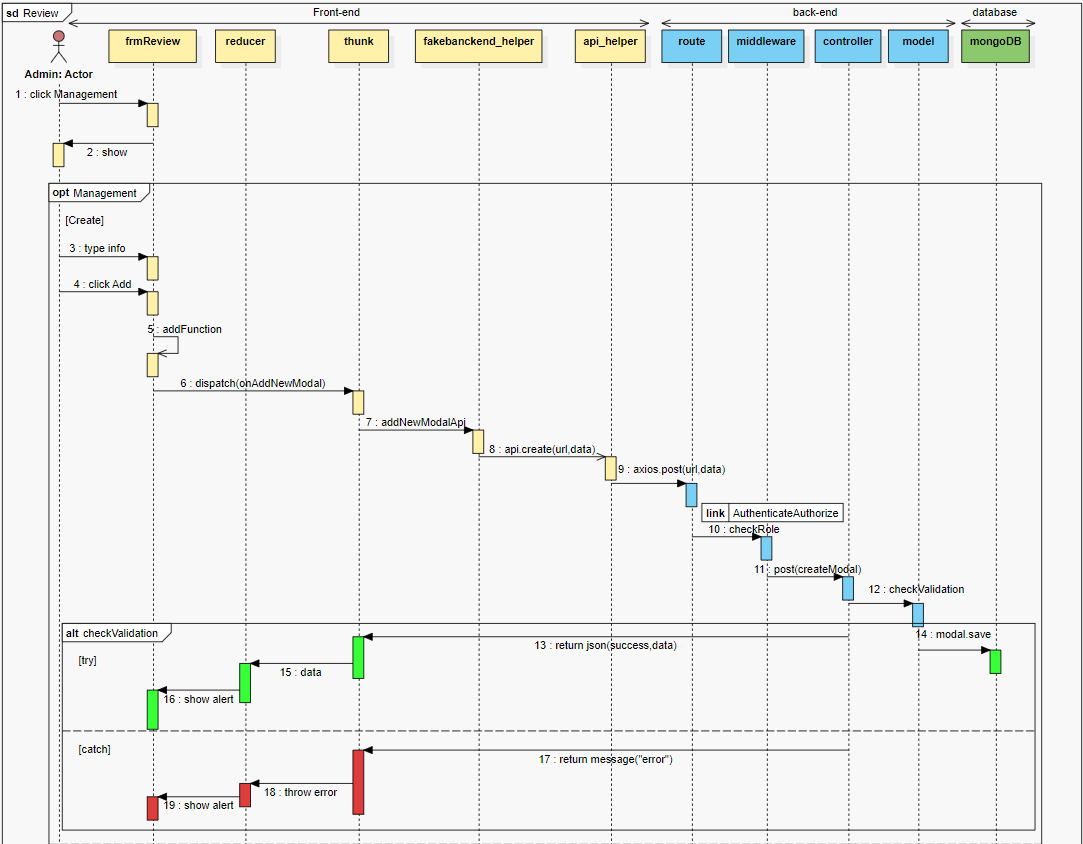 sd Review
Front-end
back-end
database
frmReview
reducer
thunk
fakebanckend_helper
api_helper
route
middleware
controller
model
mongoDB
Admin: Actor
1 : click Management
2 : show
opt Management
[Create]
3 : type info
4 : click Add
5 : addFunction
6 : dispatch(onAddNewModal)
7 : addNewModalApi
8 : api.create(url,data)
9 : axios.post(url,data)
link AuthenticateAuthorize
10 : checkRole
11 : post(createModal)
12 : checkValidation
alt checkValidation
14 : modal.save
13 : return json(success,data)
[try]
15 : data
16 : show alert
[catch]
17 : return message("error")
18 : throw error
19 : show alert